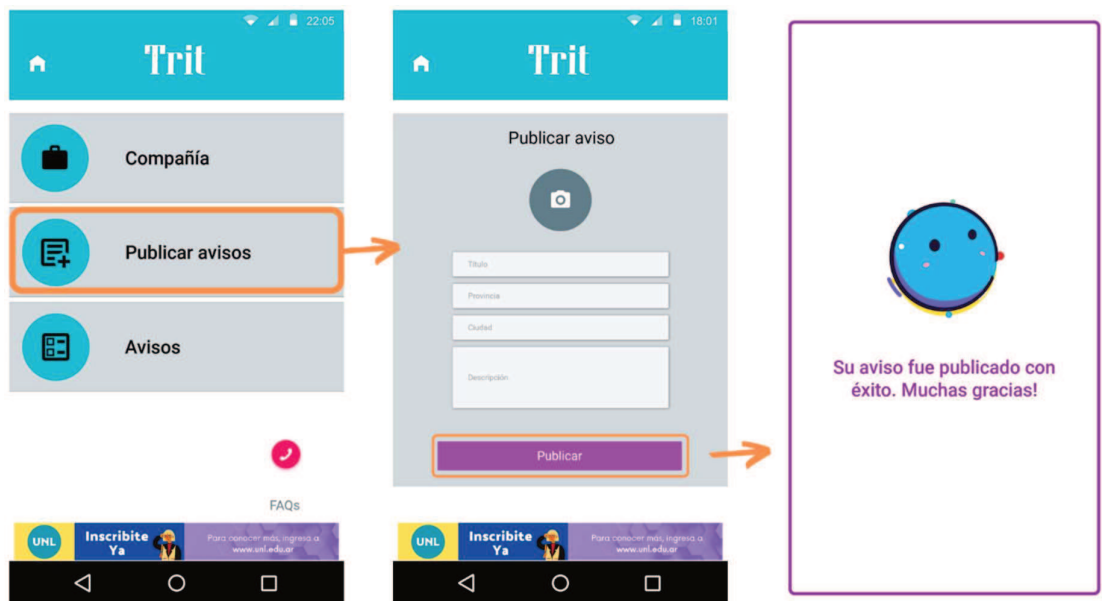 22:05
Trit
Compañía
Publicar avisos
Avisos
FAQs
UNL
Inscribite
Ya
Para conocer más, ingresa a
www.unl.edu.ar
18:01
Trit
Publicar aviso
Título
Provincia
Ciudad
Descripción
Publicar
UNL
Inscribite
Ya
Para conocer más, ingresa a
www.unl.edu.ar
Su aviso fue publicado con
éxito. Muchas gracias!